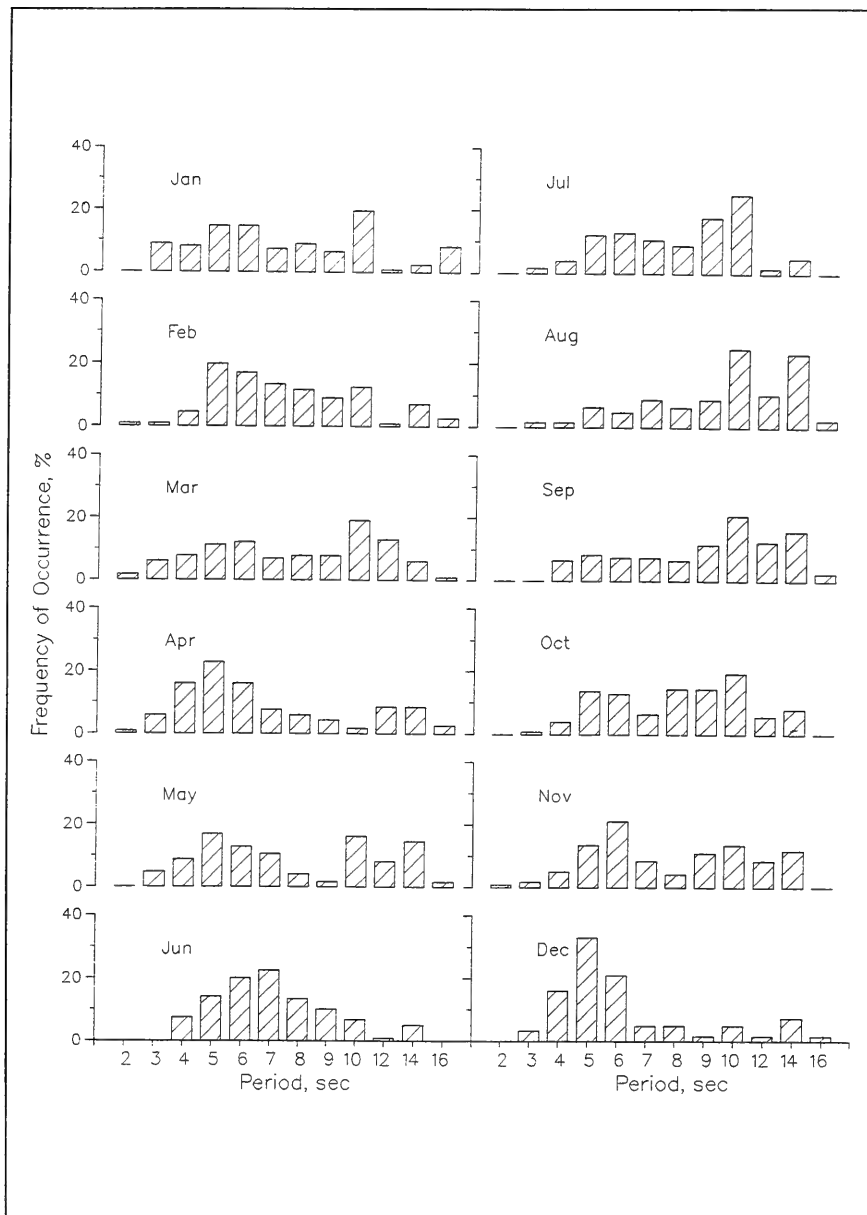 Frequency of Occurrence, %
40
20
0
Jan
Jul
40
20
0
Feb
Aug
40
20
0
Mar
Sep
40
20
0
Apr
Oct
40
20
0
May
Nov
40
20
0
Jun
Dec
2 3 4 5 6 7 8 9 10 12 14 16
2 3 4 5 6 7 8 9 10 12 14 16
Period, sec
Period, sec